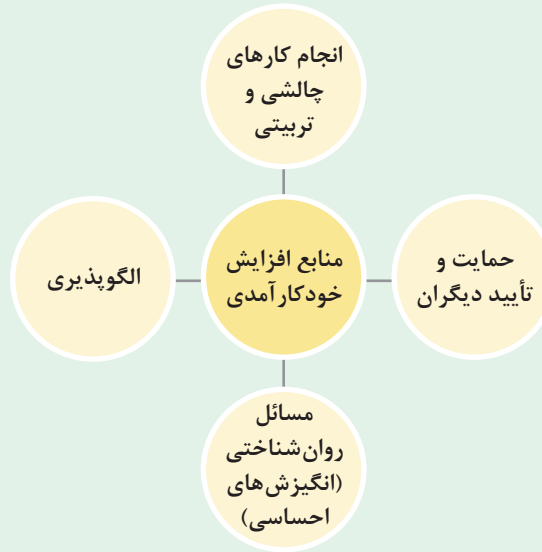 انجام کارهای
چالشی و
تربیتی
حمایت و
تأیید دیگران
منابع افزایش
خودکارآمدی
الگوپذیری
مسائل
روان‌شناختی
(انگیزش‌های
احساسی)